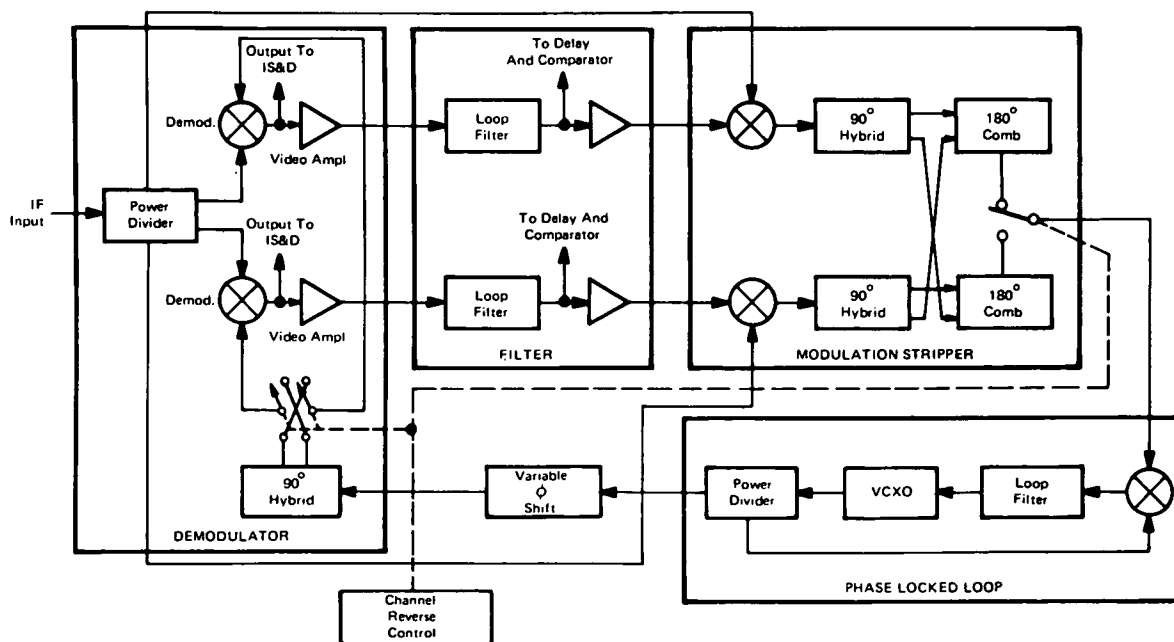 IF
Input
Power
Divider
Demod.
Output To
IS&D
Video Ampl
Demod.
Output To
IS&D
Video Ampl
90°
Hybrid
DEMODULATOR
To Delay
And Comparator
Loop
Filter
To Delay And
Comparator
Loop
Filter
FILTER
90°
Hybrid
180°
Comb
90°
Hybrid
180°
Comb
MODULATION STRIPPER
Variable
ϕ
Shift
Power
Divider
VCXO
Loop
Filter
PHASE LOCKED LOOP
Channel
Reverse
Control